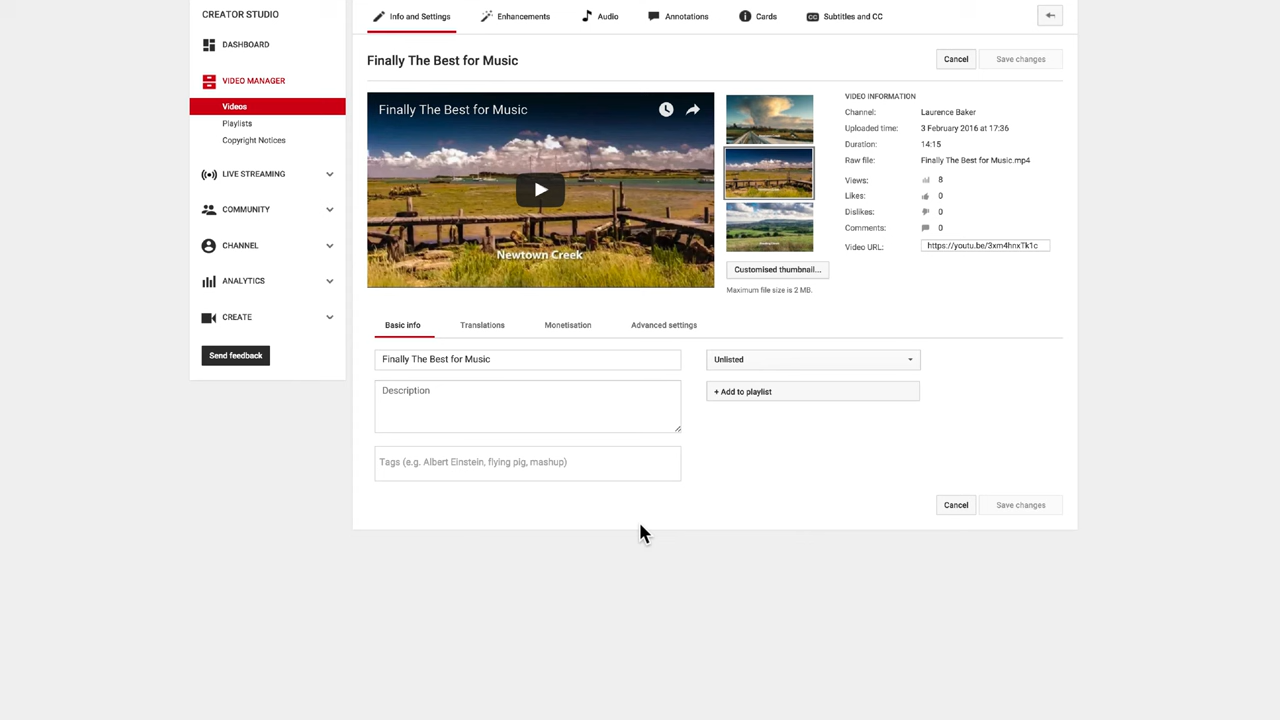 CREATOR STUDIO
DASHBOARD
VIDEO MANAGER
Videos
Playlists
Copyright Notices
LIVE STREAMING
COMMUNITY
CHANNEL
ANALYTICS
CREATE
Send feedback
Info and Settings
Enhancements
Audio
Annotations
Cards
CC Subtitles and CC
Finally The Best for Music
Cancel
Save changes
Finally The Best for Music
Newtown Creek
Customised thumbnail...
Maximum file size is 2 MB.
VIDEO INFORMATION
Channel: Laurence Baker
Uploaded time: 3 February 2016 at 17:36
Duration: 14:15
Raw file: Finally The Best for Music.mp4
Views: 8
Likes: 0
Dislikes: 0
Comments: 0
Video URL: https://youtu.be/3xm4hnxTk1c
Basic info
Translations
Monetisation
Advanced settings
Finally The Best for Music
Description
Tags (e.g. Albert Einstein, flying pig, mashup)
Unlisted
+ Add to playlist
Cancel
Save changes